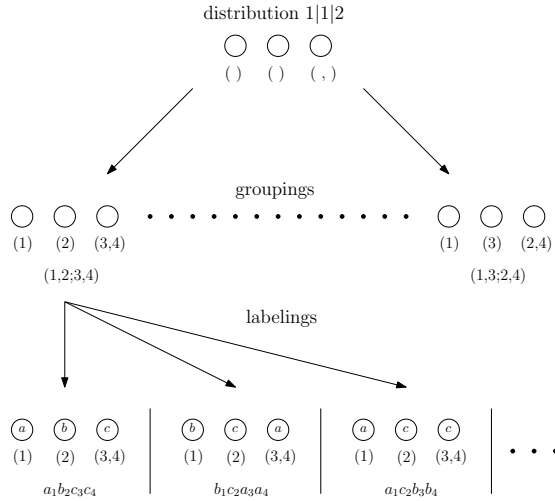 distribution 1|1|2
( ) ( ) ( , )
groupings
(1) (2) (3,4) (1) (3) (2,4)
(1,2;3,4) (1,3;2,4)
labelings
a b c b c a a c c
(1) (2) (3,4) (1) (2) (3,4) (1) (2) (3,4)
a₁b₂c₃c₄ b₁c₂a₃a₄ a₁c₂b₃b₄